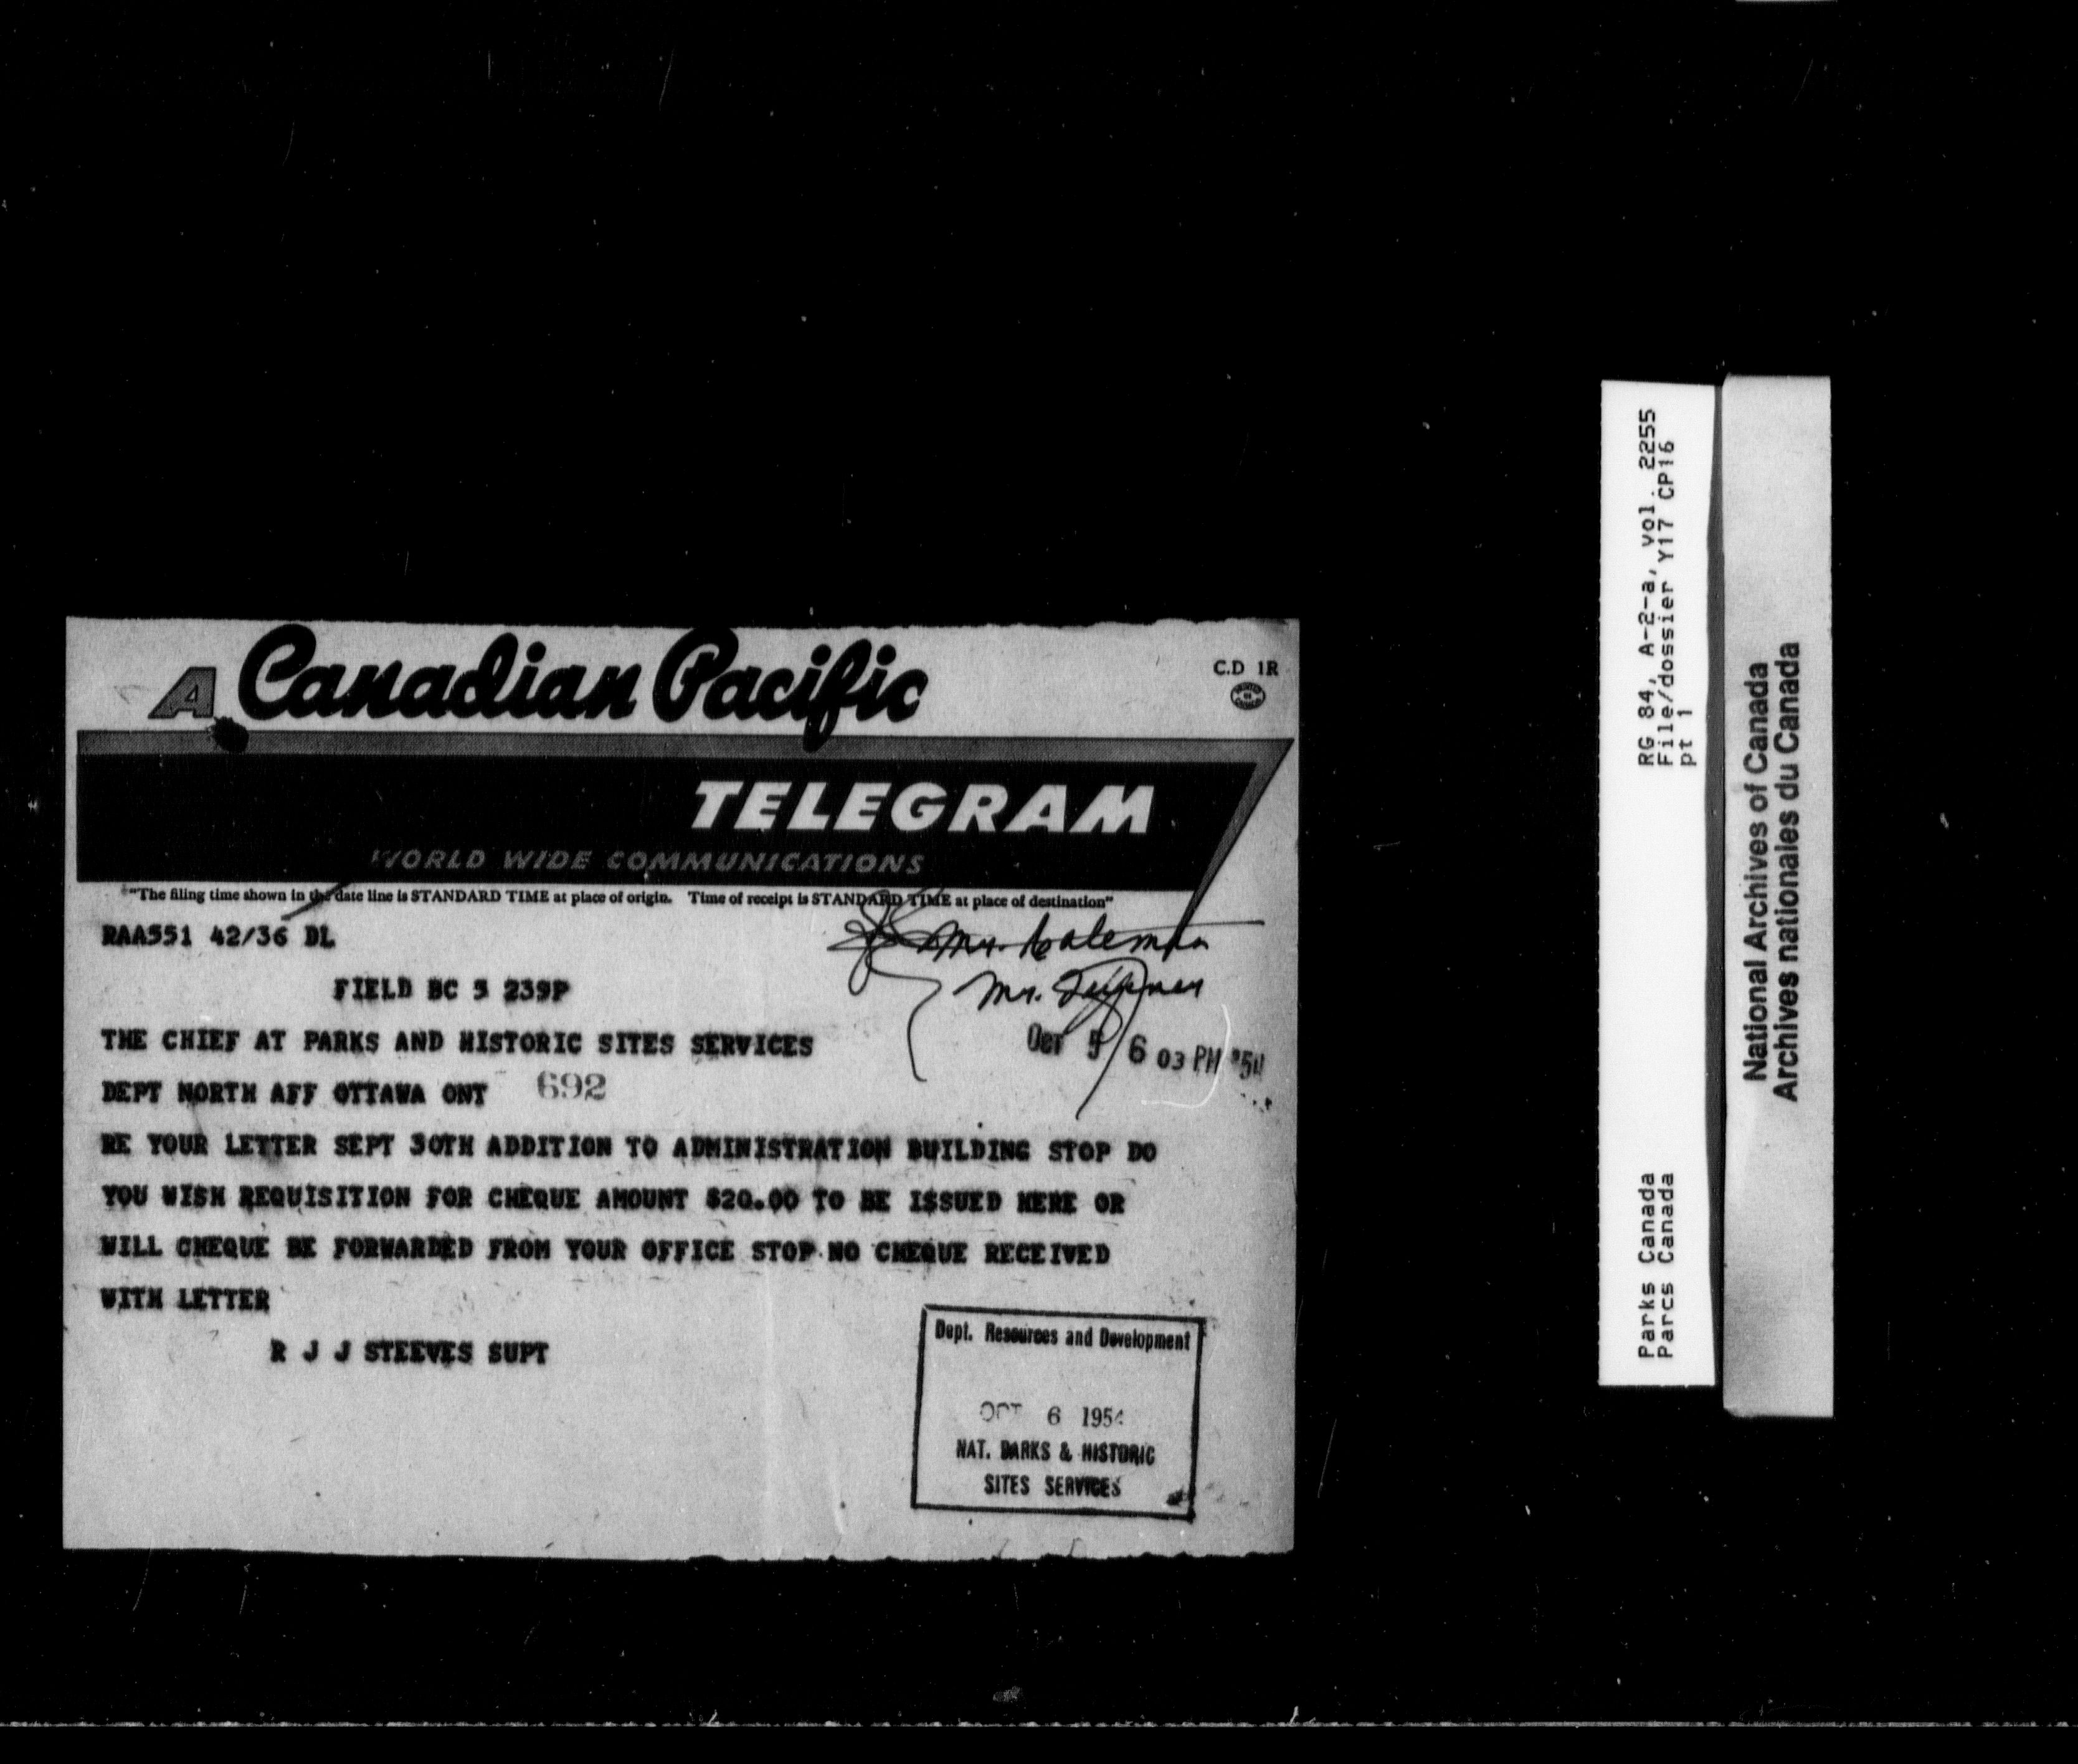 A Canadian Pacific
C.D 1R
TELEGRAM
WORLD WIDE COMMUNICATIONS
"The filing time shown in the date line is STANDARD TIME at place of origin. Time of receipt is STANDARD TIME at place of destination"
RAA551 42/36 DL
Mr.
FIELD BC 5 239P
Mr.
THE CHIEF AT PARKS AND HISTORIC SITES SERVICES
OCT 5 6 03 PM '54
DEPT NORTH AFF OTTAWA ONT 692
RE YOUR LETTER SEPT 30TH ADDITION TO ADMINISTRATION BUILDING STOP DO
YOU WISH REQUISITION FOR CHEQUE AMOUNT $20.00 TO BE ISSUED HERE OR
WILL CHEQUE BE FORWARDED FROM YOUR OFFICE STOP NO CHEQUE RECEIVED
WITH LETTER
R J J STEEVES SUPT
Dept. Resources and Development
OCT 6 1954
NAT. PARKS & HISTORIC
SITES SERVICES
RG 84, A-2-a, vol. 2255
File/dossier Y17 CP16
pt 1
Parks Canada
Parcs Canada
National Archives of Canada
Archives nationales du Canada